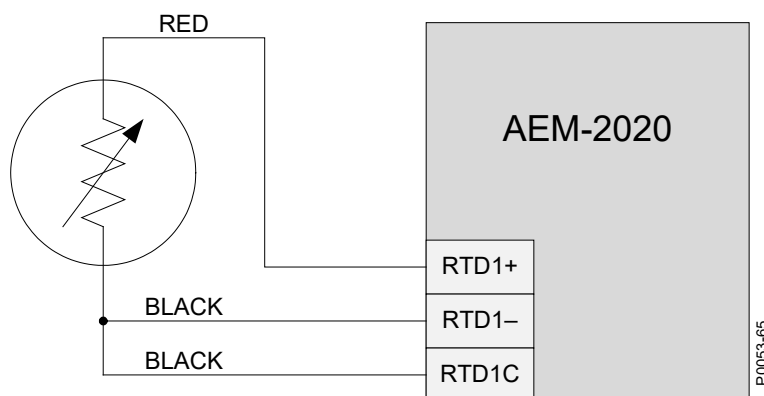 RED
AEM-2020
RTD1+
BLACK
RTD1–
BLACK
RTD1C
P0053-65